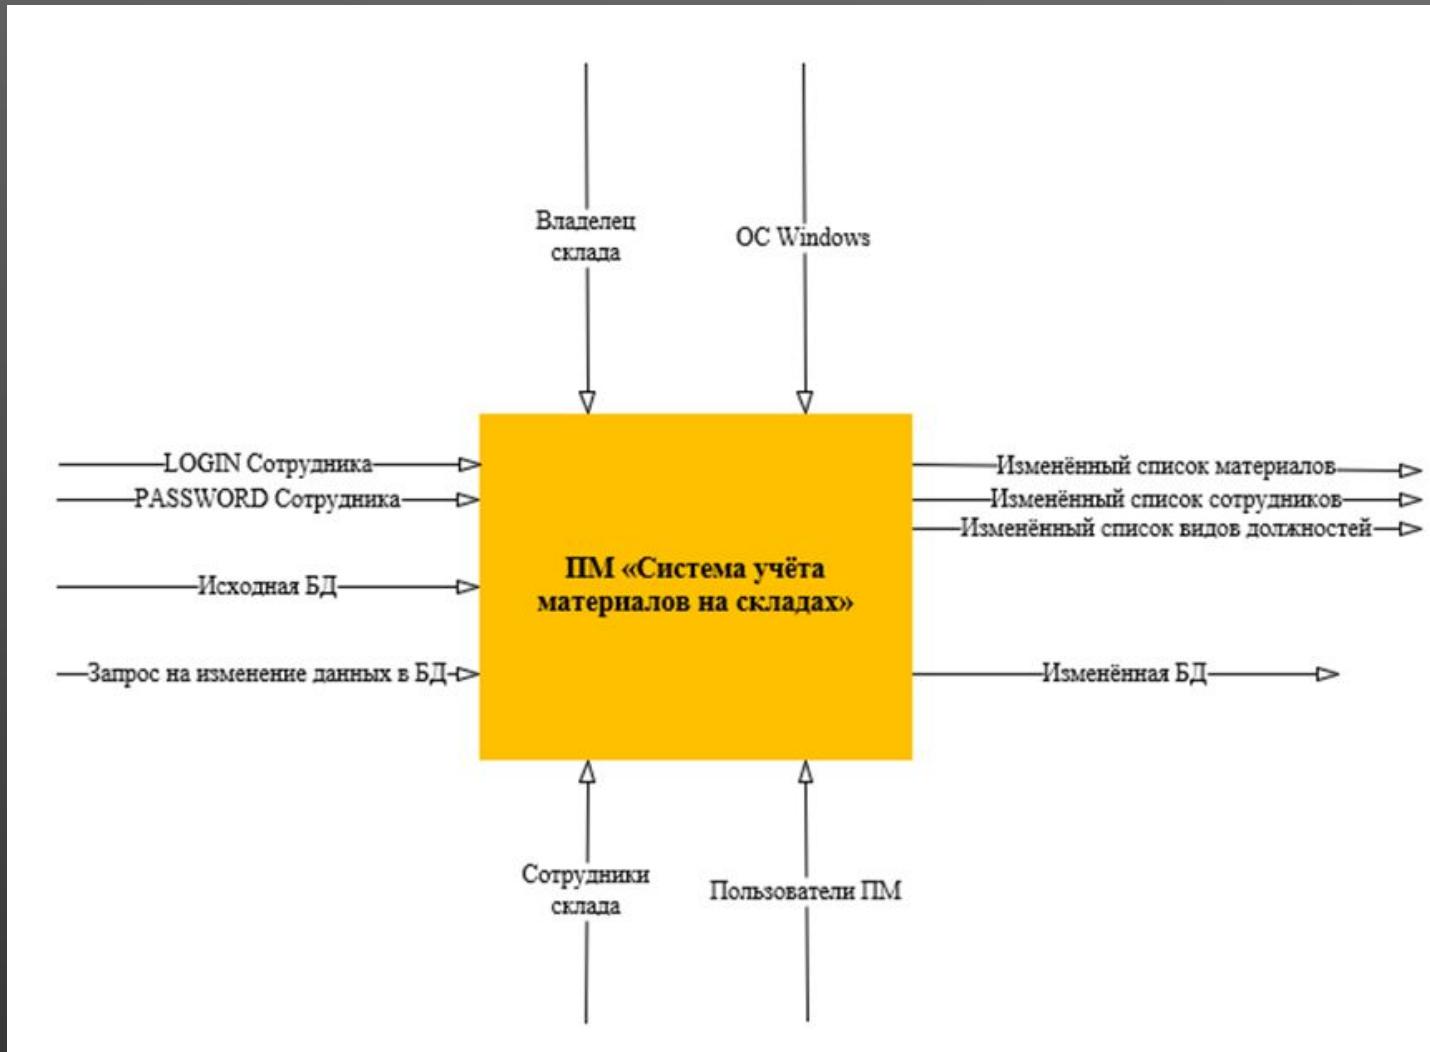 Владелец
склада
ОС Windows
LOGIN Сотрудника
PASSWORD Сотрудника
Исходная БД
Запрос на изменение данных в БД
ПМ «Система учёта
материалов на складах»
Изменённый список материалов
Изменённый список сотрудников
Изменённый список видов должностей
Изменённая БД
Сотрудники
склада
Пользователи ПМ